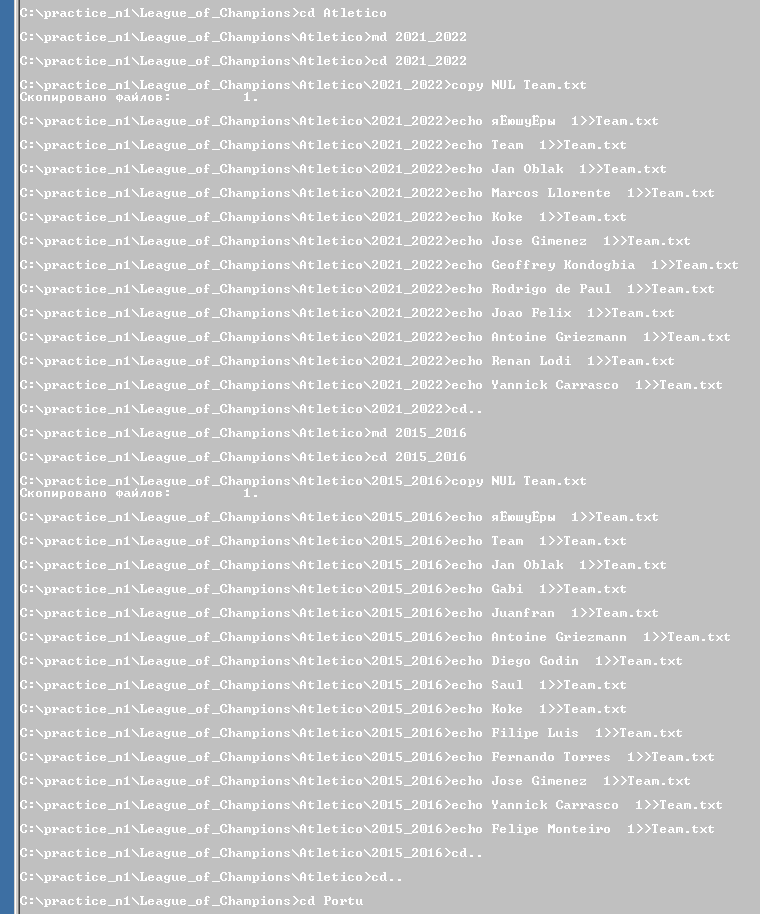 C:\practice_n1\League_of_Champions>cd Atletico
C:\practice_n1\League_of_Champions\Atletico>md 2021_2022
C:\practice_n1\League_of_Champions\Atletico>cd 2021_2022
C:\practice_n1\League_of_Champions\Atletico\2021_2022>copy NUL Team.txt
Скопировано файлов:         1.
C:\practice_n1\League_of_Champions\Atletico\2021_2022>echo яЁюшуЁры  1>>Team.txt
C:\practice_n1\League_of_Champions\Atletico\2021_2022>echo Team  1>>Team.txt
C:\practice_n1\League_of_Champions\Atletico\2021_2022>echo Jan Oblak  1>>Team.txt
C:\practice_n1\League_of_Champions\Atletico\2021_2022>echo Marcos Llorente  1>>Team.txt
C:\practice_n1\League_of_Champions\Atletico\2021_2022>echo Koke  1>>Team.txt
C:\practice_n1\League_of_Champions\Atletico\2021_2022>echo Jose Gimenez  1>>Team.txt
C:\practice_n1\League_of_Champions\Atletico\2021_2022>echo Geoffrey Kondogbia  1>>Team.txt
C:\practice_n1\League_of_Champions\Atletico\2021_2022>echo Rodrigo de Paul  1>>Team.txt
C:\practice_n1\League_of_Champions\Atletico\2021_2022>echo Joao Felix  1>>Team.txt
C:\practice_n1\League_of_Champions\Atletico\2021_2022>echo Antoine Griezmann  1>>Team.txt
C:\practice_n1\League_of_Champions\Atletico\2021_2022>echo Renan Lodi  1>>Team.txt
C:\practice_n1\League_of_Champions\Atletico\2021_2022>echo Yannick Carrasco  1>>Team.txt
C:\practice_n1\League_of_Champions\Atletico\2021_2022>cd..
C:\practice_n1\League_of_Champions\Atletico>md 2015_2016
C:\practice_n1\League_of_Champions\Atletico>cd 2015_2016
C:\practice_n1\League_of_Champions\Atletico\2015_2016>copy NUL Team.txt
Скопировано файлов:         1.
C:\practice_n1\League_of_Champions\Atletico\2015_2016>echo яЁюшуЁры  1>>Team.txt
C:\practice_n1\League_of_Champions\Atletico\2015_2016>echo Team  1>>Team.txt
C:\practice_n1\League_of_Champions\Atletico\2015_2016>echo Jan Oblak  1>>Team.txt
C:\practice_n1\League_of_Champions\Atletico\2015_2016>echo Gabi  1>>Team.txt
C:\practice_n1\League_of_Champions\Atletico\2015_2016>echo Juanfran  1>>Team.txt
C:\practice_n1\League_of_Champions\Atletico\2015_2016>echo Antoine Griezmann  1>>Team.txt
C:\practice_n1\League_of_Champions\Atletico\2015_2016>echo Diego Godin  1>>Team.txt
C:\practice_n1\League_of_Champions\Atletico\2015_2016>echo Saul  1>>Team.txt
C:\practice_n1\League_of_Champions\Atletico\2015_2016>echo Koke  1>>Team.txt
C:\practice_n1\League_of_Champions\Atletico\2015_2016>echo Filipe Luis  1>>Team.txt
C:\practice_n1\League_of_Champions\Atletico\2015_2016>echo Fernando Torres  1>>Team.txt
C:\practice_n1\League_of_Champions\Atletico\2015_2016>echo Jose Gimenez  1>>Team.txt
C:\practice_n1\League_of_Champions\Atletico\2015_2016>echo Yannick Carrasco  1>>Team.txt
C:\practice_n1\League_of_Champions\Atletico\2015_2016>echo Felipe Monteiro  1>>Team.txt
C:\practice_n1\League_of_Champions\Atletico\2015_2016>cd..
C:\practice_n1\League_of_Champions\Atletico>cd..
C:\practice_n1\League_of_Champions>cd Portu